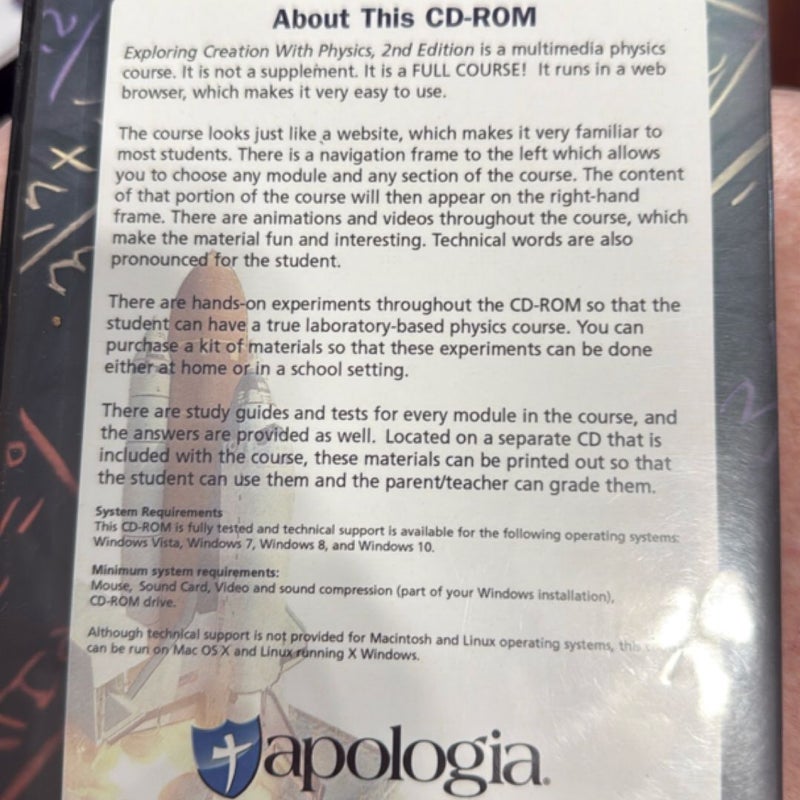 About This CD-ROM
Exploring Creation With Physics, 2nd Edition is a multimedia physics
course. It is not a supplement. It is a FULL COURSE! It runs in a web
browser, which makes it very easy to use.
The course looks just like a website, which makes it very familiar to
most students. There is a navigation frame to the left which allows
you to choose any module and any section of the course. The content
of that portion of the course will then appear on the right-hand
frame. There are animations and videos throughout the course, which
make the material fun and interesting. Technical words are also
pronounced for the student.
There are hands-on experiments throughout the CD-ROM so that the
student can have a true laboratory-based physics course. You can
purchase a kit of materials so that these experiments can be done
either at home or in a school setting.
There are study guides and tests for every module in the course, and
the answers are provided as well. Located on a separate CD that is
included with the course, these materials can be printed out so that
the student can use them and the parent/teacher can grade them.
System Requirements
This CD-ROM is fully tested and technical support is available for the following operating systems:
Windows Vista, Windows 7, Windows 8, and Windows 10.
Minimum system requirements:
Mouse, Sound Card, Video and sound compression (part of your Windows installation),
CD-ROM drive.
Although technical support is not provided for Macintosh and Linux operating systems, this
can be run on Mac OS X and Linux running X Windows.
apologia.